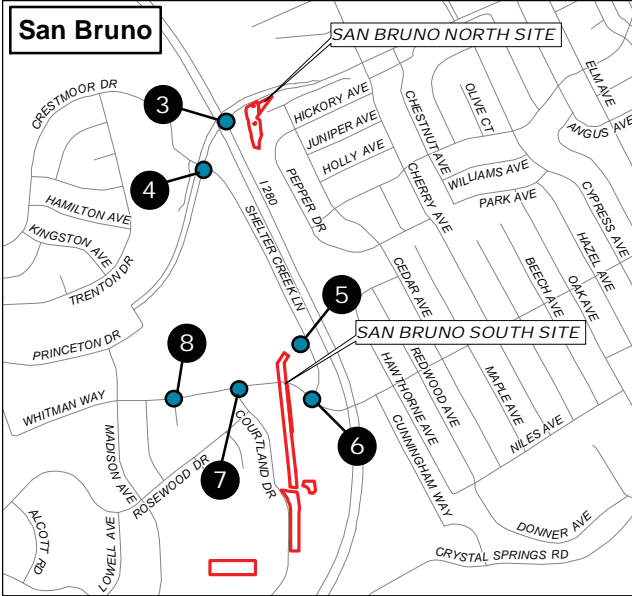 San Bruno
SAN BRUNO NORTH SITE
CRESTMOOR DR
3
4
HICKORY AVE
JUNIPER AVE
HOLLY AVE
PEPPER DR
CHESTNUT AVE
CHERRY AVE
OLIVE CT
ELM AVE
ANGUS AVE
WILLIAMS AVE
PARK AVE
CYPRESS AVE
HAZEL AVE
OAK AVE
BEECH AVE
I 280
SHELTER CREEK LN
HAMILTON AVE
KINGSTON AVE
TRENTON DR
PRINCETON DR
CEDAR AVE
5
SAN BRUNO SOUTH SITE
8
WHITMAN WAY
7
6
MADISON AVE
ROSEWOOD DR
COURTLAND DR
REDWOOD AVE
HAWTHORNE AVE
CUNNINGHAM WAY
MAPLE AVE
NILES AVE
ALCOTT RD
LOWELL AVE
DONNER AVE
CRYSTAL SPRINGS RD